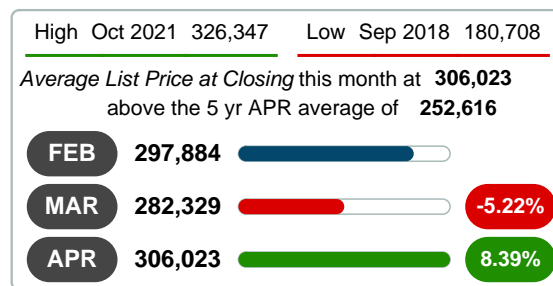 High Oct 2021 326,347 Low Sep 2018 180,708
Average List Price at Closing this month at 306,023
above the 5 yr APR average of 252,616
FEB 297,884
MAR 282,329 -5.22%
APR 306,023 8.39%